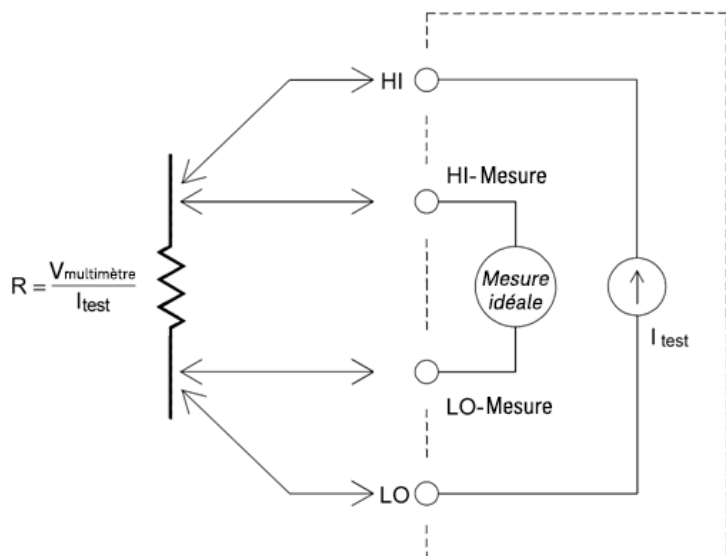 HI
HI-Mesure
Mesure
idéale
R = Vmultimètre / Itest
I test
LO-Mesure
LO